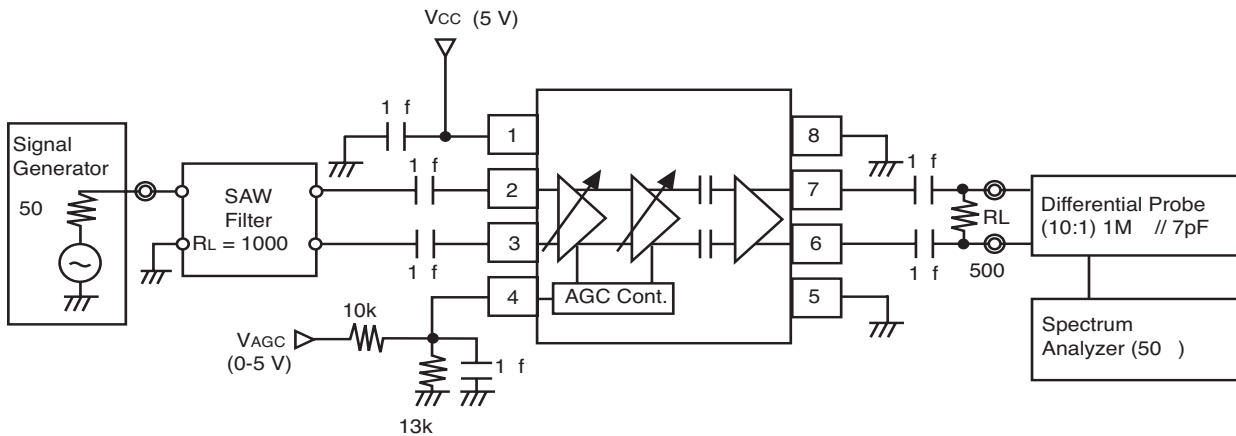 VCC (5 V)
1 f
1
8
Signal
Generator
50
SAW
Filter
RL = 1000
1 f
2
7
1 f
RL
500
Differential Probe
(10:1) 1M // 7pF
1 f
3
6
1 f
4
AGC Cont.
5
10k
VAGC
(0-5 V)
1 f
13k
Spectrum
Analyzer (50 )